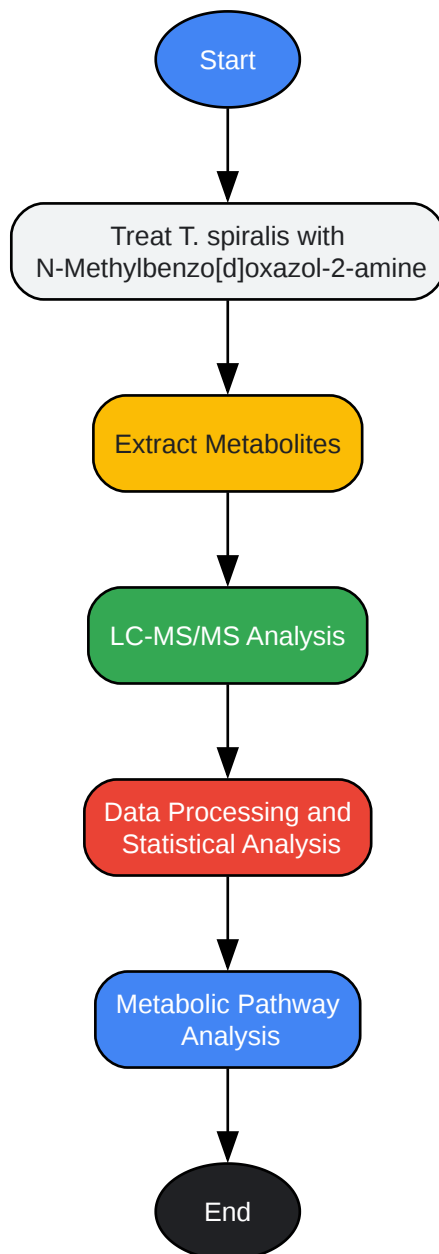 Start
Treat T. spiralis with
N-Methylbenzo[d]oxazol-2-amine
Extract Metabolites
LC-MS/MS Analysis
Data Processing and
Statistical Analysis
Metabolic Pathway
Analysis
End